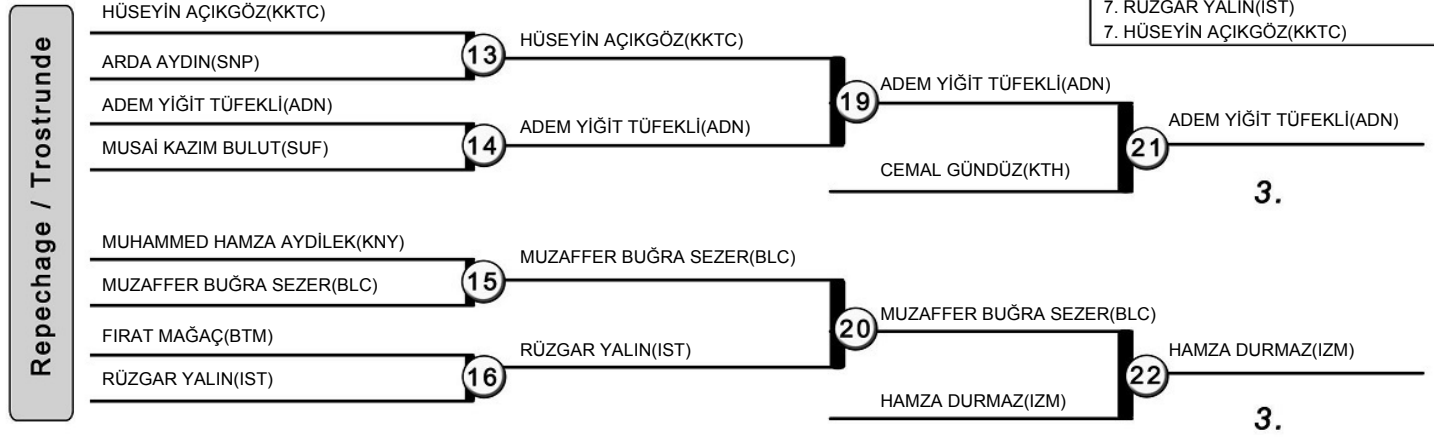 Repechage / Trostrunde
7. RÜZGAR YALIN(IST)
7. HÜSEYİN AÇIKGÖZ(KKTC)
HÜSEYİN AÇIKGÖZ(KKTC)
ARDA AYDIN(SNP)
13
HÜSEYİN AÇIKGÖZ(KKTC)
ADEM YİĞİT TÜFEKLİ(ADN)
MUSAİ KAZIM BULUT(SUF)
14
ADEM YİĞİT TÜFEKLİ(ADN)
19
ADEM YİĞİT TÜFEKLİ(ADN)
CEMAL GÜNDÜZ(KTH)
21
ADEM YİĞİT TÜFEKLİ(ADN)
3.
MUHAMMED HAMZA AYDİLEK(KNY)
MUZAFFER BUĞRA SEZER(BLC)
15
MUZAFFER BUĞRA SEZER(BLC)
FIRAT MAĞAÇ(BTM)
RÜZGAR YALIN(IST)
16
RÜZGAR YALIN(IST)
20
MUZAFFER BUĞRA SEZER(BLC)
HAMZA DURMAZ(IZM)
22
HAMZA DURMAZ(IZM)
3.